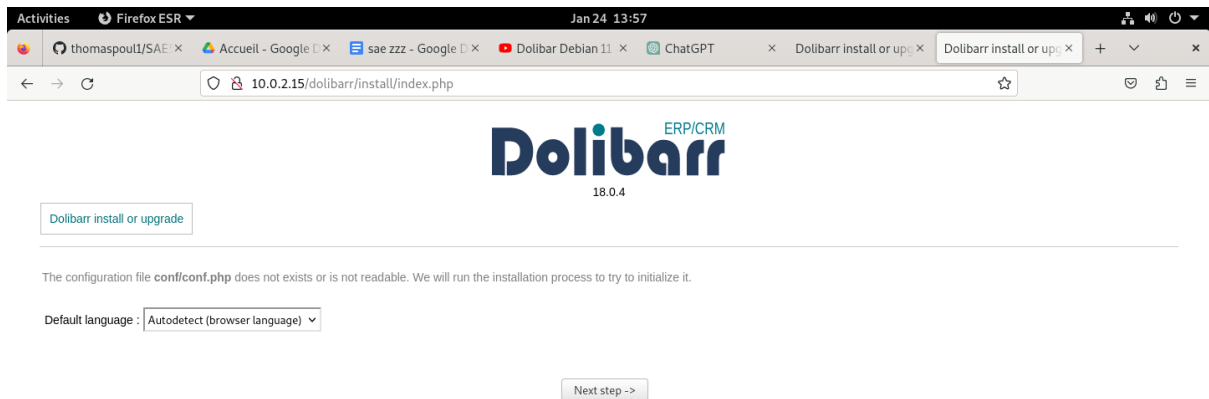 Activities Firefox ESR Jan 24 13:57
thomaspoul1/SAE Accueil - Google D sae zzz - Google D Dolibar Debian 11 ChatGPT Dolibarr install or upg Dolibarr install or upg
10.0.2.15/dolibarr/install/index.php
ERP/CRM
Dolibarr
18.0.4
Dolibarr install or upgrade
The configuration file conf/conf.php does not exists or is not readable. We will run the installation process to try to initialize it.
Default language : Autodetect (browser language)
Next step ->